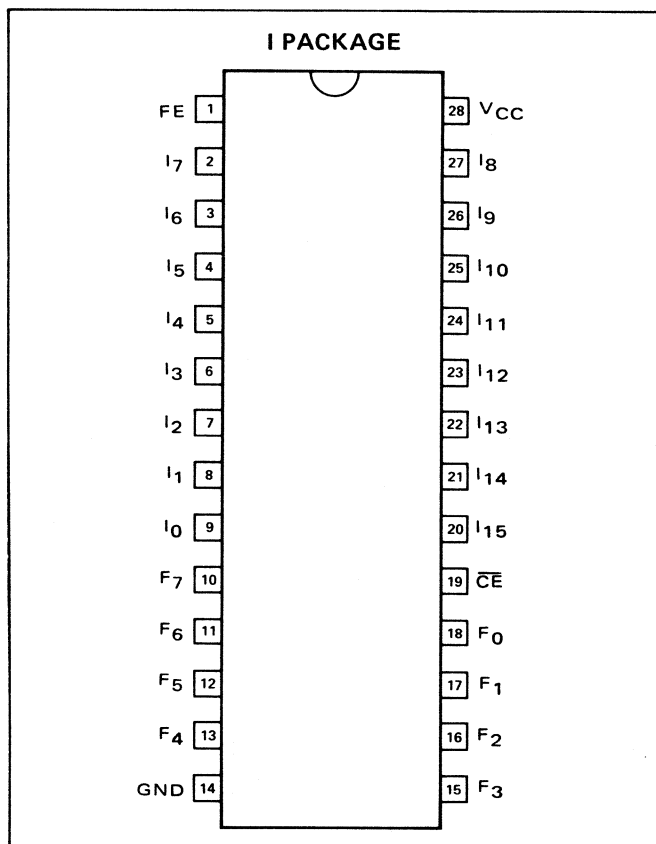 I PACKAGE
FE 1 28 VCC
I7 2 27 I8
I6 3 26 I9
I5 4 25 I10
I4 5 24 I11
I3 6 23 I12
I2 7 22 I13
I1 8 21 I14
I0 9 20 I15
F7 10 19 C̅E̅
F6 11 18 F0
F5 12 17 F1
F4 13 16 F2
GND 14 15 F3